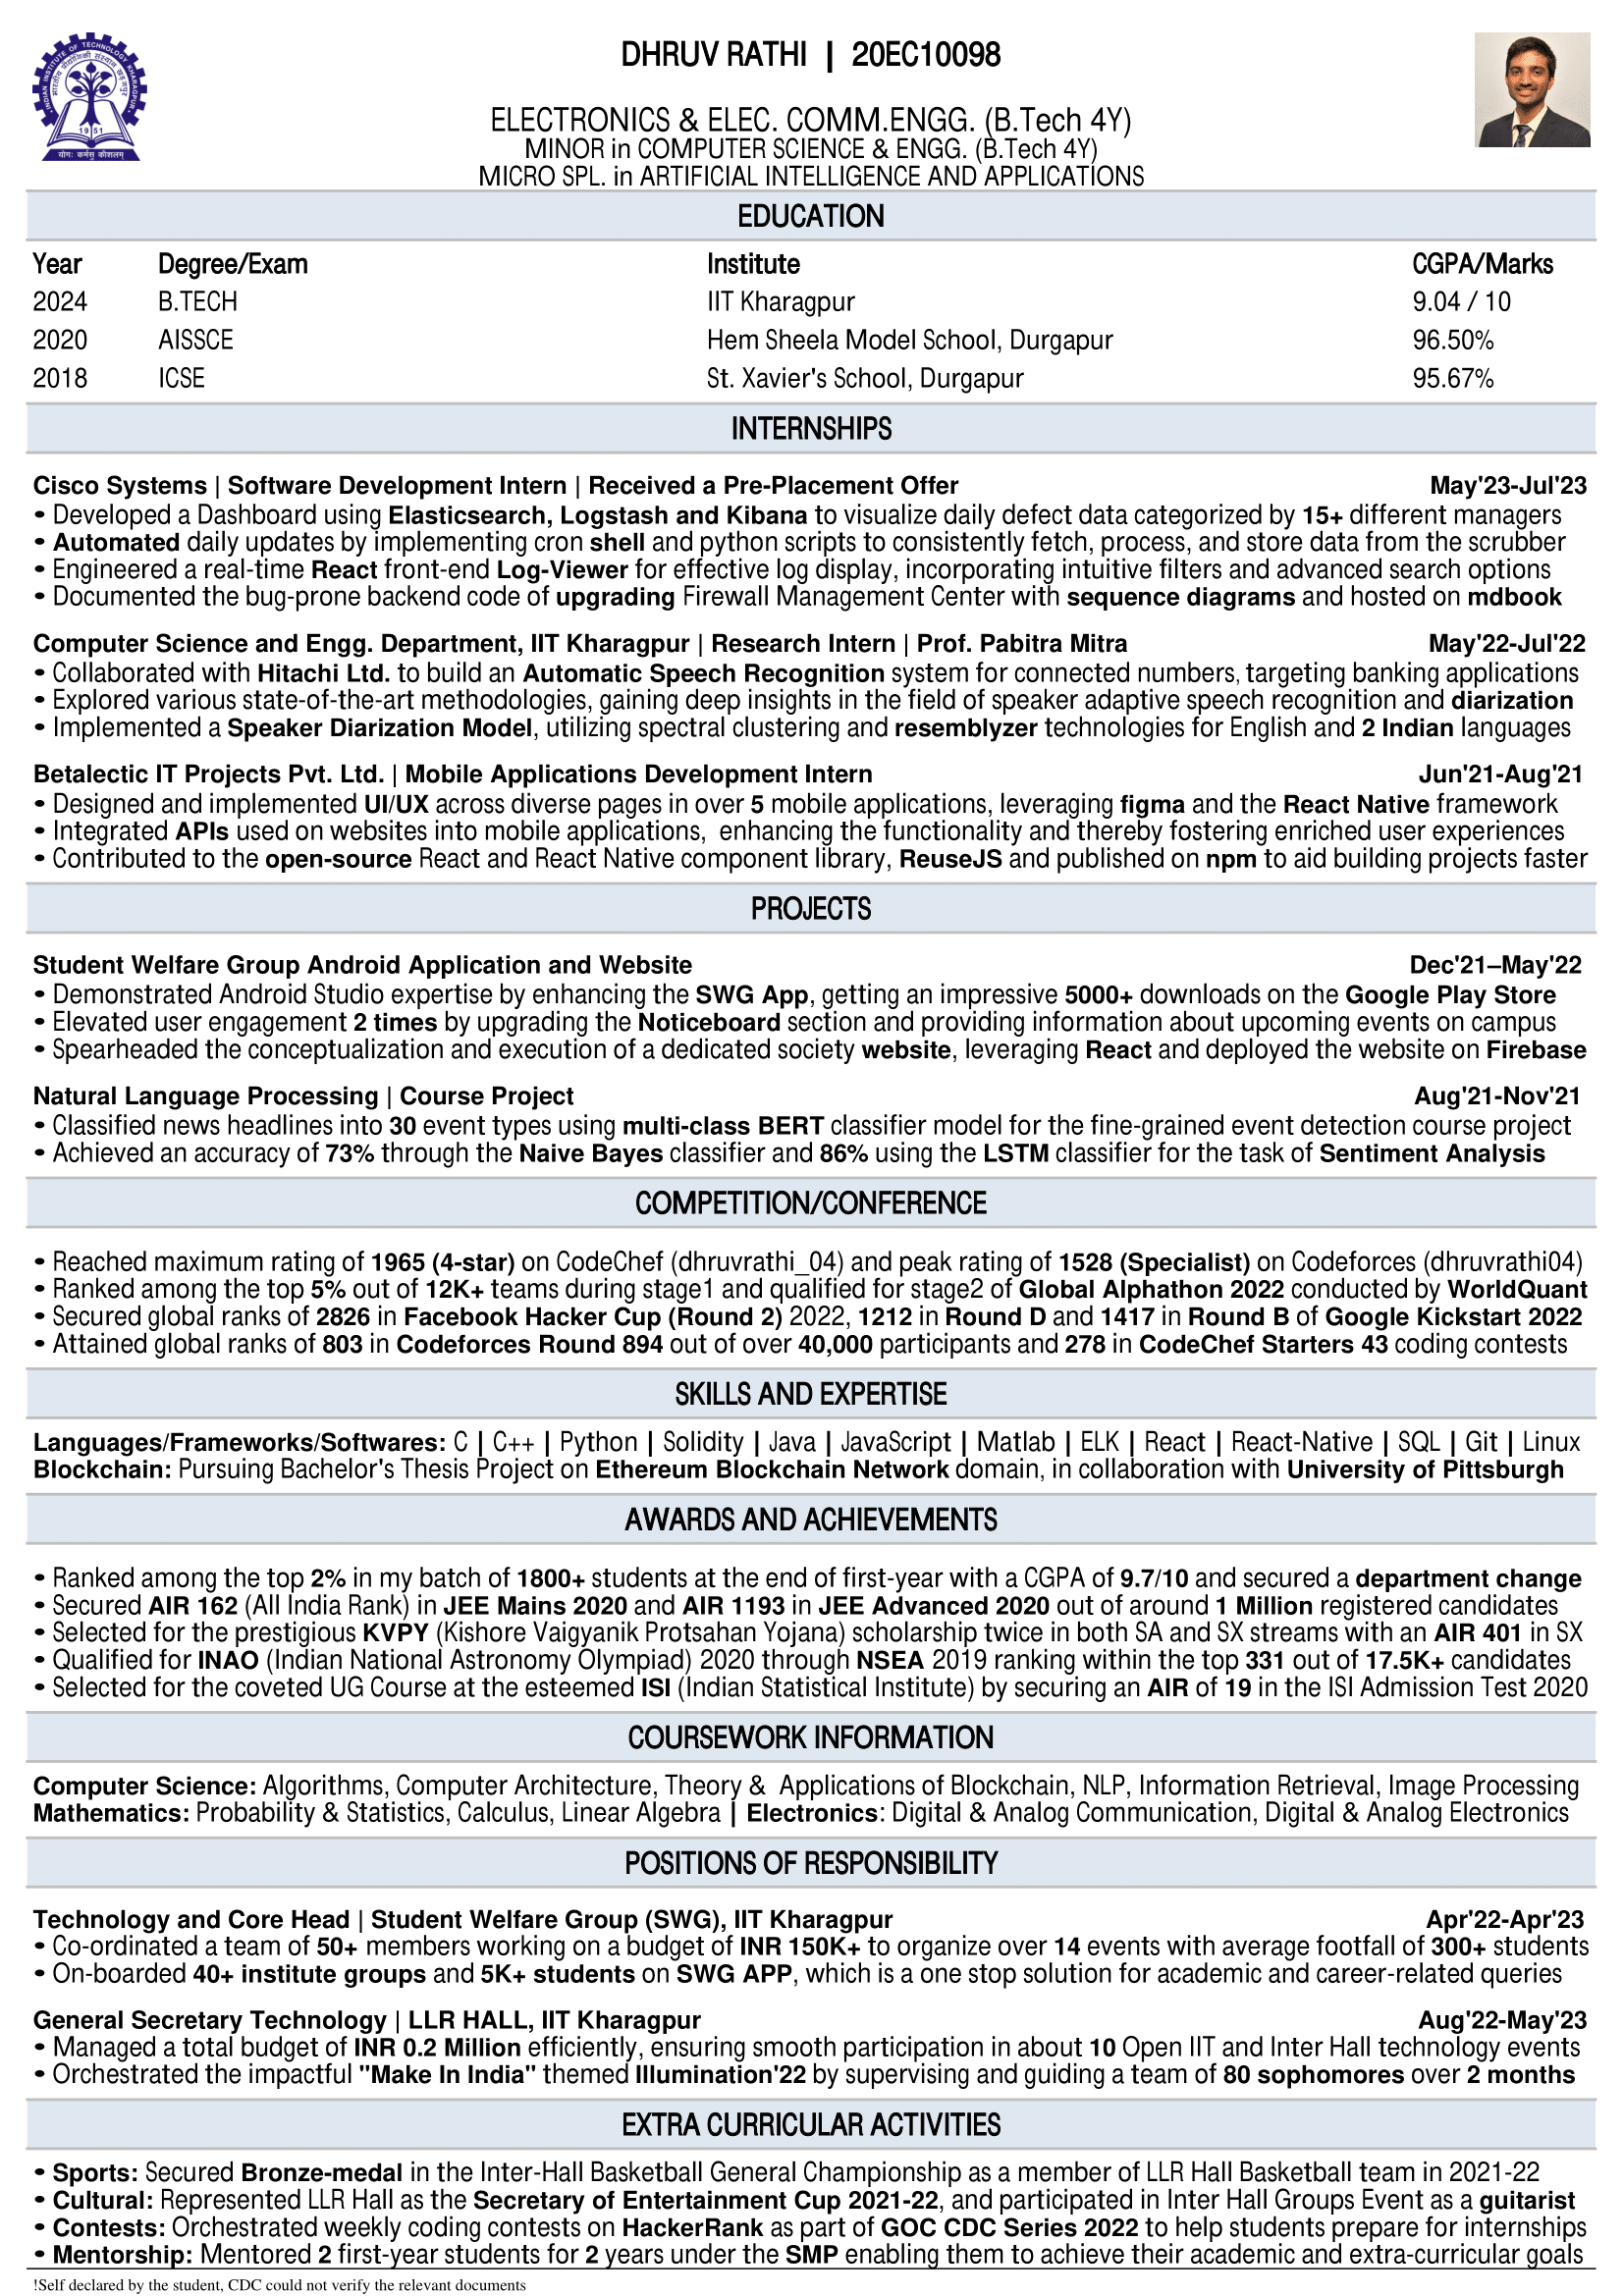 INDIAN INSTITUTE OF TECHNOLOGY KHARAGPUR
1951
योगः कर्मसु कौशलम्
DHRUV RATHI | 20EC10098
ELECTRONICS & ELEC. COMM.ENGG. (B.Tech 4Y)
MINOR in COMPUTER SCIENCE & ENGG. (B.Tech 4Y)
MICRO SPL. in ARTIFICIAL INTELLIGENCE AND APPLICATIONS
EDUCATION
Year Degree/Exam Institute CGPA/Marks
2024 B.TECH IIT Kharagpur 9.04 / 10
2020 AISSCE Hem Sheela Model School, Durgapur 96.50%
2018 ICSE St. Xavier's School, Durgapur 95.67%
INTERNSHIPS
Cisco Systems | Software Development Intern | Received a Pre-Placement Offer May'23-Jul'23
• Developed a Dashboard using Elasticsearch, Logstash and Kibana to visualize daily defect data categorized by 15+ different managers
• Automated daily updates by implementing cron shell and python scripts to consistently fetch, process, and store data from the scrubber
• Engineered a real-time React front-end Log-Viewer for effective log display, incorporating intuitive filters and advanced search options
• Documented the bug-prone backend code of upgrading Firewall Management Center with sequence diagrams and hosted on mdbook
Computer Science and Engg. Department, IIT Kharagpur | Research Intern | Prof. Pabitra Mitra May'22-Jul'22
• Collaborated with Hitachi Ltd. to build an Automatic Speech Recognition system for connected numbers, targeting banking applications
• Explored various state-of-the-art methodologies, gaining deep insights in the field of speaker adaptive speech recognition and diarization
• Implemented a Speaker Diarization Model, utilizing spectral clustering and resemblyzer technologies for English and 2 Indian languages
Betalectic IT Projects Pvt. Ltd. | Mobile Applications Development Intern Jun'21-Aug'21
• Designed and implemented UI/UX across diverse pages in over 5 mobile applications, leveraging figma and the React Native framework
• Integrated APIs used on websites into mobile applications, enhancing the functionality and thereby fostering enriched user experiences
• Contributed to the open-source React and React Native component library, ReuseJS and published on npm to aid building projects faster
PROJECTS
Student Welfare Group Android Application and Website Dec'21–May'22
• Demonstrated Android Studio expertise by enhancing the SWG App, getting an impressive 5000+ downloads on the Google Play Store
• Elevated user engagement 2 times by upgrading the Noticeboard section and providing information about upcoming events on campus
• Spearheaded the conceptualization and execution of a dedicated society website, leveraging React and deployed the website on Firebase
Natural Language Processing | Course Project Aug'21-Nov'21
• Classified news headlines into 30 event types using multi-class BERT classifier model for the fine-grained event detection course project
• Achieved an accuracy of 73% through the Naive Bayes classifier and 86% using the LSTM classifier for the task of Sentiment Analysis
COMPETITION/CONFERENCE
• Reached maximum rating of 1965 (4-star) on CodeChef (dhruvrathi_04) and peak rating of 1528 (Specialist) on Codeforces (dhruvrathi04)
• Ranked among the top 5% out of 12K+ teams during stage1 and qualified for stage2 of Global Alphathon 2022 conducted by WorldQuant
• Secured global ranks of 2826 in Facebook Hacker Cup (Round 2) 2022, 1212 in Round D and 1417 in Round B of Google Kickstart 2022
• Attained global ranks of 803 in Codeforces Round 894 out of over 40,000 participants and 278 in CodeChef Starters 43 coding contests
SKILLS AND EXPERTISE
Languages/Frameworks/Softwares: C | C++ | Python | Solidity | Java | JavaScript | Matlab | ELK | React | React-Native | SQL | Git | Linux
Blockchain: Pursuing Bachelor's Thesis Project on Ethereum Blockchain Network domain, in collaboration with University of Pittsburgh
AWARDS AND ACHIEVEMENTS
• Ranked among the top 2% in my batch of 1800+ students at the end of first-year with a CGPA of 9.7/10 and secured a department change
• Secured AIR 162 (All India Rank) in JEE Mains 2020 and AIR 1193 in JEE Advanced 2020 out of around 1 Million registered candidates
• Selected for the prestigious KVPY (Kishore Vaigyanik Protsahan Yojana) scholarship twice in both SA and SX streams with an AIR 401 in SX
• Qualified for INAO (Indian National Astronomy Olympiad) 2020 through NSEA 2019 ranking within the top 331 out of 17.5K+ candidates
• Selected for the coveted UG Course at the esteemed ISI (Indian Statistical Institute) by securing an AIR of 19 in the ISI Admission Test 2020
COURSEWORK INFORMATION
Computer Science: Algorithms, Computer Architecture, Theory & Applications of Blockchain, NLP, Information Retrieval, Image Processing
Mathematics: Probability & Statistics, Calculus, Linear Algebra | Electronics: Digital & Analog Communication, Digital & Analog Electronics
POSITIONS OF RESPONSIBILITY
Technology and Core Head | Student Welfare Group (SWG), IIT Kharagpur Apr'22-Apr'23
• Co-ordinated a team of 50+ members working on a budget of INR 150K+ to organize over 14 events with average footfall of 300+ students
• On-boarded 40+ institute groups and 5K+ students on SWG APP, which is a one stop solution for academic and career-related queries
General Secretary Technology | LLR HALL, IIT Kharagpur Aug'22-May'23
• Managed a total budget of INR 0.2 Million efficiently, ensuring smooth participation in about 10 Open IIT and Inter Hall technology events
• Orchestrated the impactful "Make In India" themed Illumination'22 by supervising and guiding a team of 80 sophomores over 2 months
EXTRA CURRICULAR ACTIVITIES
• Sports: Secured Bronze-medal in the Inter-Hall Basketball General Championship as a member of LLR Hall Basketball team in 2021-22
• Cultural: Represented LLR Hall as the Secretary of Entertainment Cup 2021-22, and participated in Inter Hall Groups Event as a guitarist
• Contests: Orchestrated weekly coding contests on HackerRank as part of GOC CDC Series 2022 to help students prepare for internships
• Mentorship: Mentored 2 first-year students for 2 years under the SMP enabling them to achieve their academic and extra-curricular goals
!Self declared by the student, CDC could not verify the relevant documents